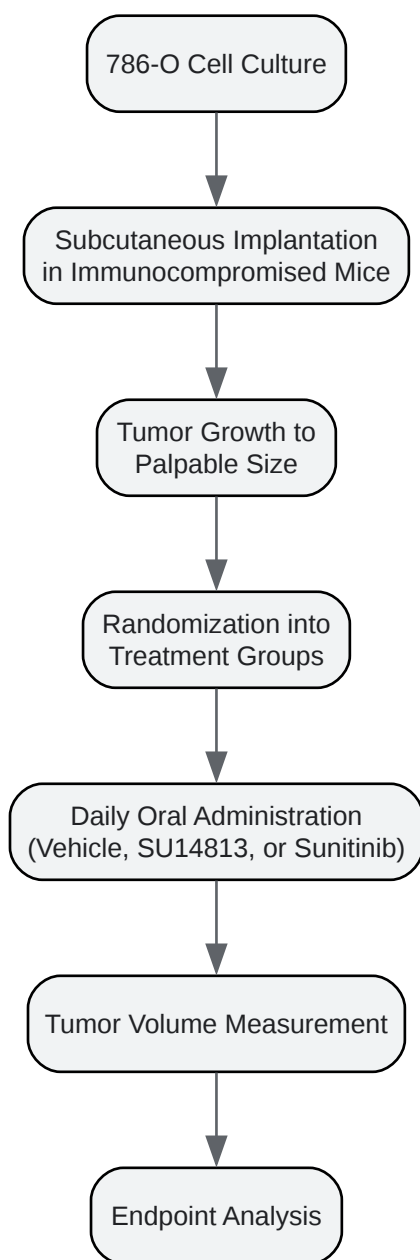 786-O Cell Culture
Subcutaneous Implantation
in Immunocompromised Mice
Tumor Growth to
Palpable Size
Randomization into
Treatment Groups
Daily Oral Administration
(Vehicle, SU14813, or Sunitinib)
Tumor Volume Measurement
Endpoint Analysis